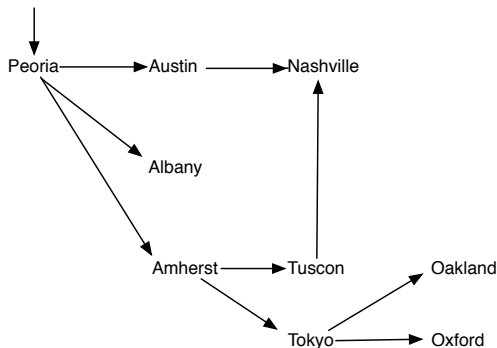 Peoria
Austin
Nashville
Albany
Amherst
Tuscon
Oakland
Tokyo
Oxford